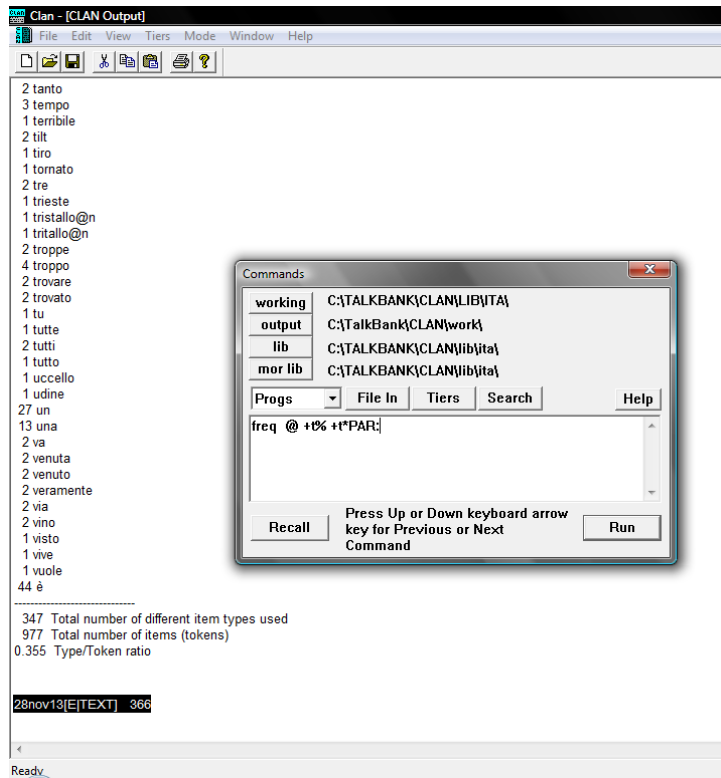 Clan - [CLAN Output]
File Edit View Tiers Mode Window Help
2 tanto
3 tempo
1 terribile
2 tilt
1 tiro
1 tornato
2 tre
1 trieste
1 tristallo@n
1 tritallo@n
2 troppe
4 troppo
2 trovare
2 trovato
1 tu
1 tutte
2 tutti
1 tutto
1 uccello
1 udine
27 un
13 una
2 va
2 venuta
2 venuto
2 veramente
2 via
2 vino
1 visto
1 vive
1 vuole
44 è
------------------------------
347 Total number of different item types used
977 Total number of items (tokens)
0.355 Type/Token ratio
28nov13[E|TEXT] 366
Ready
Commands
working C:\TALKBANK\CLAN\LIB\ITA\
output C:\TalkBank\CLAN\work\
lib C:\TALKBANK\CLAN\lib\ita\
mor lib C:\TALKBANK\CLAN\lib\ita\
Progs File In Tiers Search Help
freq @ +t% +t*PAR:
Recall
Press Up or Down keyboard arrow
key for Previous or Next
Command
Run